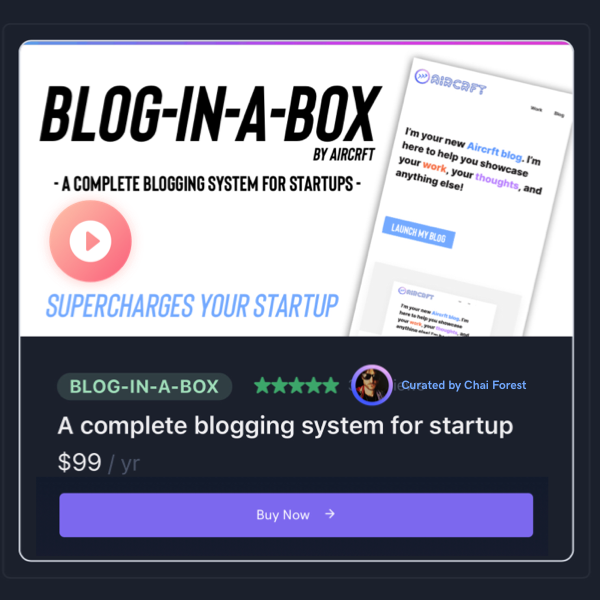 BLOG-IN-A-BOX
BY AIRCRFT
- A COMPLETE BLOGGING SYSTEM FOR STARTUPS -
SUPERCHARGES YOUR STARTUP
AIRCRFT
Work Blog
I'm your new Aircrft blog. I'm
here to help you showcase
your work, your thoughts, and
anything else!
LAUNCH MY BLOG
AIRCRFT
I'm your new Aircrft blog. I'm
here to help you showcase
your work, your thoughts, and
anything else!
BLOG-IN-A-BOX
Curated by Chai Forest
A complete blogging system for startup
$99 / yr
Buy Now →